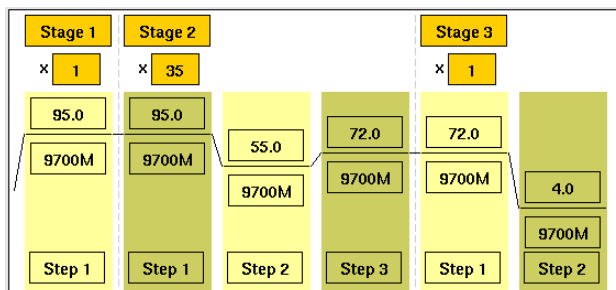 Stage 1 Stage 2 Stage 3
x 1 x 35 x 1
95.0 95.0 55.0 72.0 72.0 4.0
9700M 9700M 9700M 9700M 9700M 9700M
Step 1 Step 1 Step 2 Step 3 Step 1 Step 2